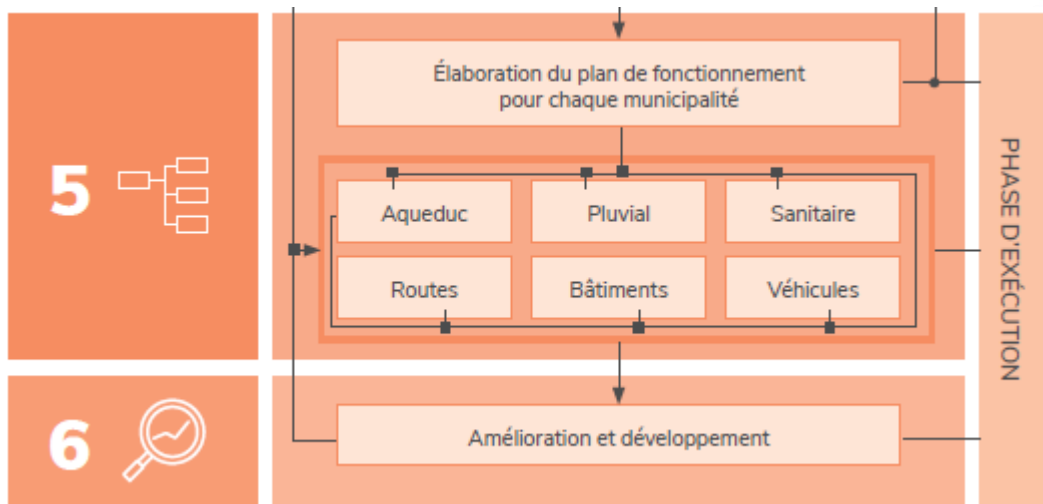 5
Élaboration du plan de fonctionnement
pour chaque municipalité
Aqueduc
Pluvial
Sanitaire
Routes
Bâtiments
Véhicules
6
Amélioration et développement
PHASE D'EXÉCUTION